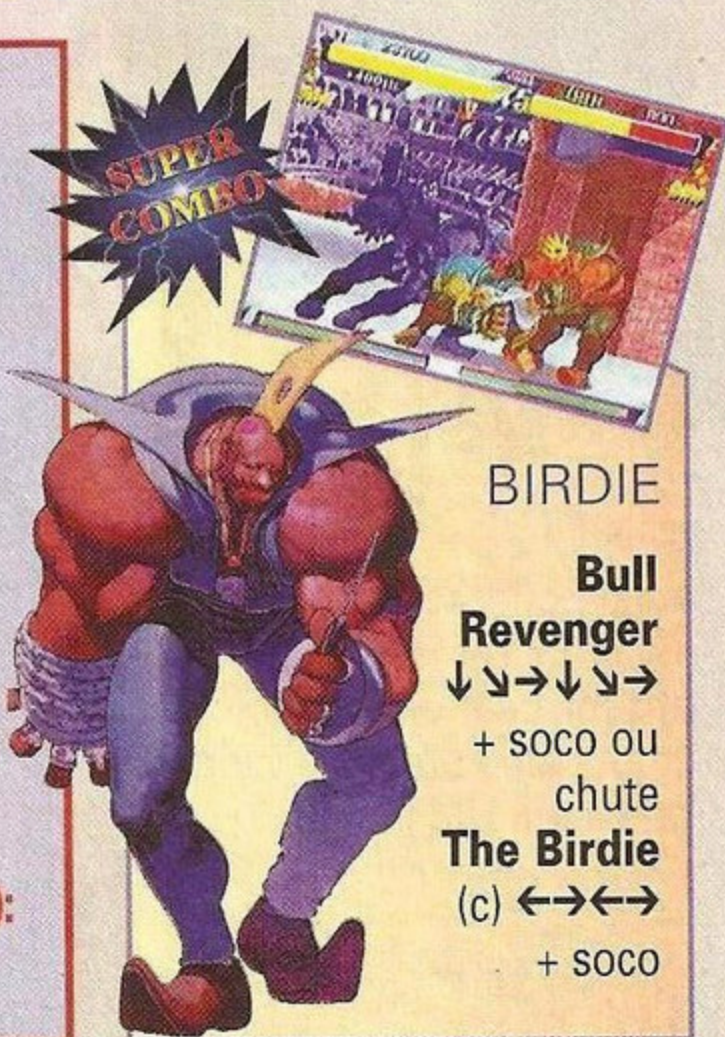 SUPER
COMBO
BIRDIE
Bull
Revenger
↓↘→↓↘→
+ soco ou
chute
The Birdie
(c) ←→←→
+ soco